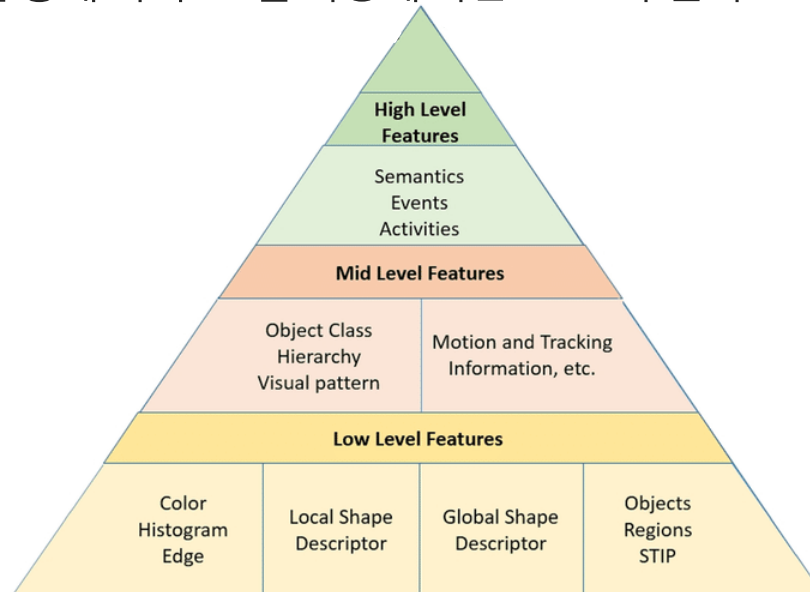 High Level
Features
Semantics
Events
Activities
Mid Level Features
Object Class
Hierarchy
Visual pattern
Motion and Tracking
Information, etc.
Low Level Features
Color
Histogram
Edge
Local Shape
Descriptor
Global Shape
Descriptor
Objects
Regions
STIP